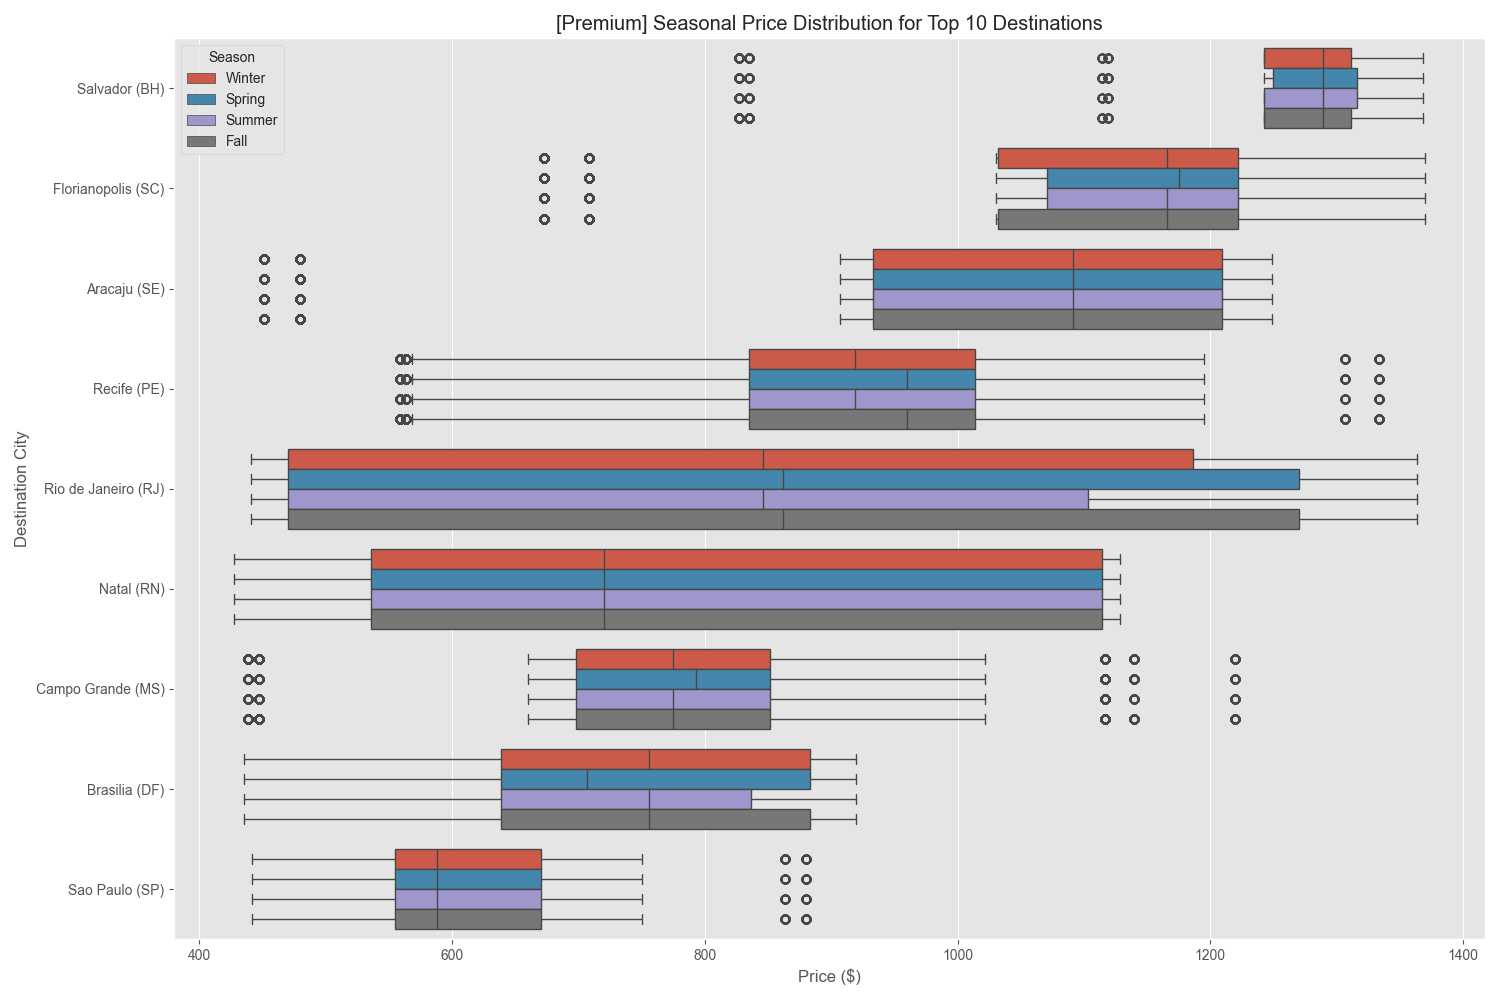 [Premium] Seasonal Price Distribution for Top 10 Destinations
Season
Winter
Spring
Summer
Fall
Destination City
Salvador (BH)
Florianopolis (SC)
Aracaju (SE)
Recife (PE)
Rio de Janeiro (RJ)
Natal (RN)
Campo Grande (MS)
Brasilia (DF)
Sao Paulo (SP)
400 600 800 1000 1200 1400
Price ($)